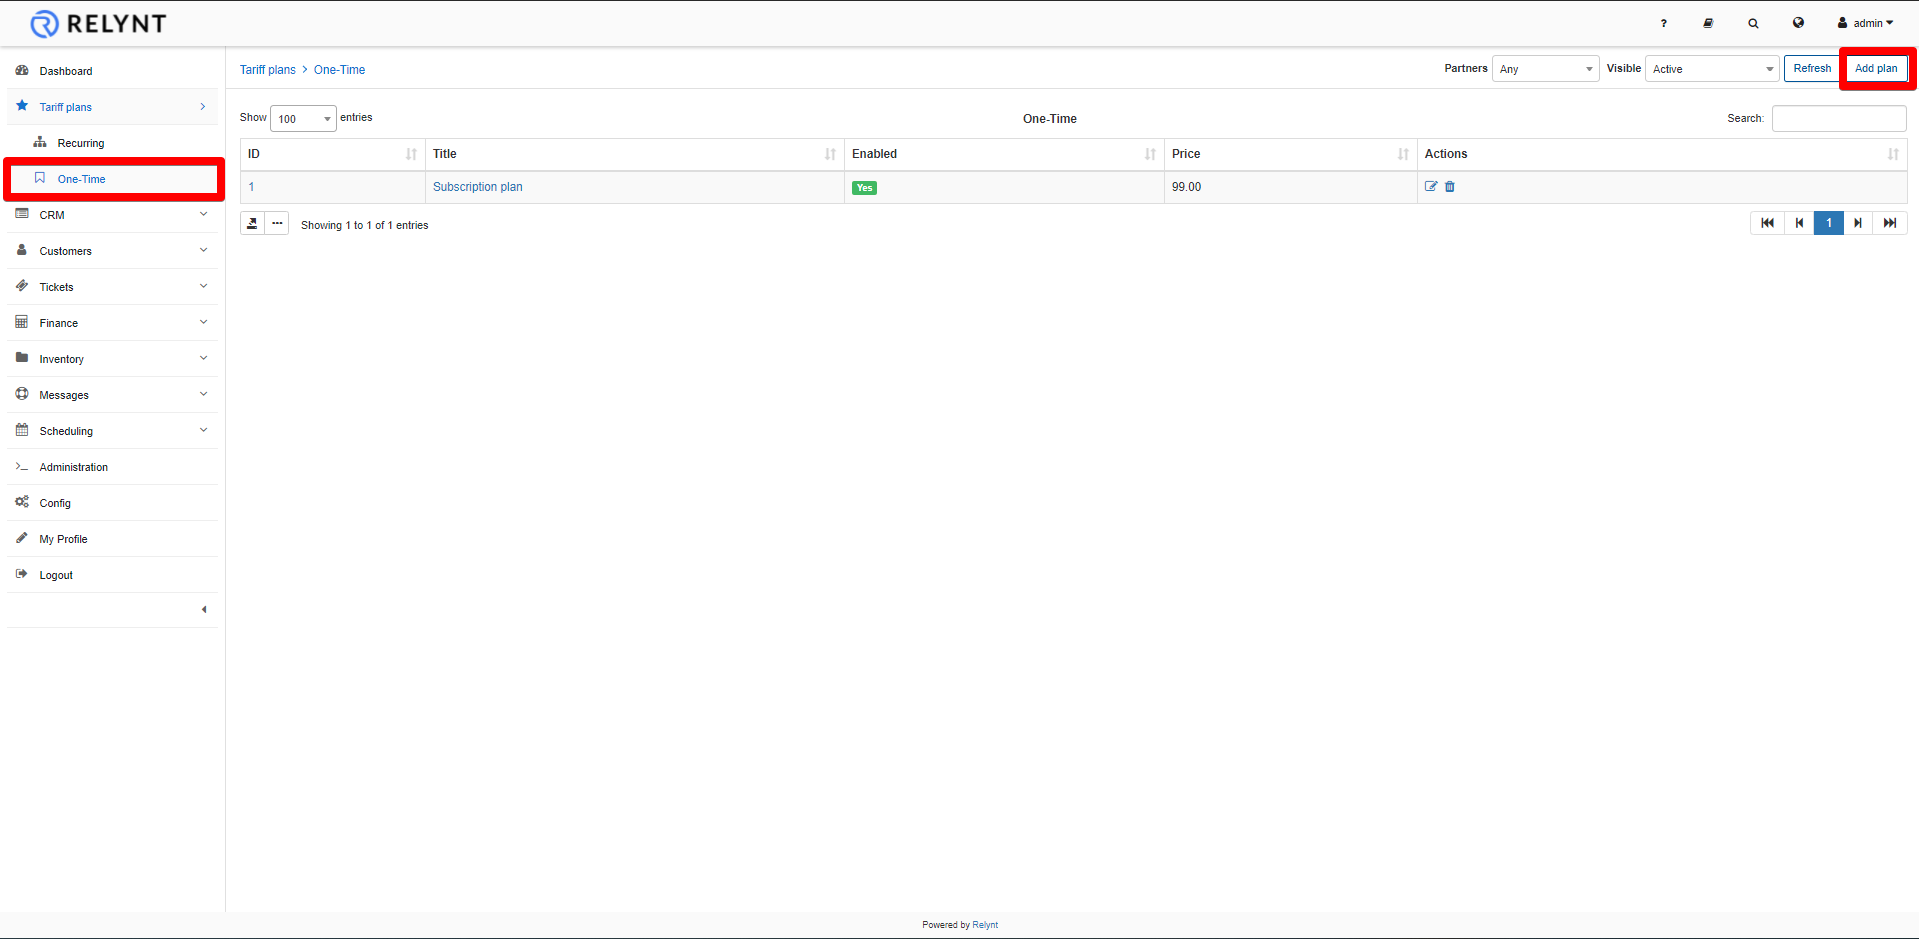 RELYNT
? admin
Dashboard
Tariff plans
Recurring
One-Time
CRM
Customers
Tickets
Finance
Inventory
Messages
Scheduling
Administration
Config
My Profile
Logout
Tariff plans > One-Time
Partners Any Visible Active Refresh Add plan
Show 100 entries
One-Time
Search:
ID Title Enabled Price Actions
1 Subscription plan Yes 99.00
Showing 1 to 1 of 1 entries
1
Powered by Relynt